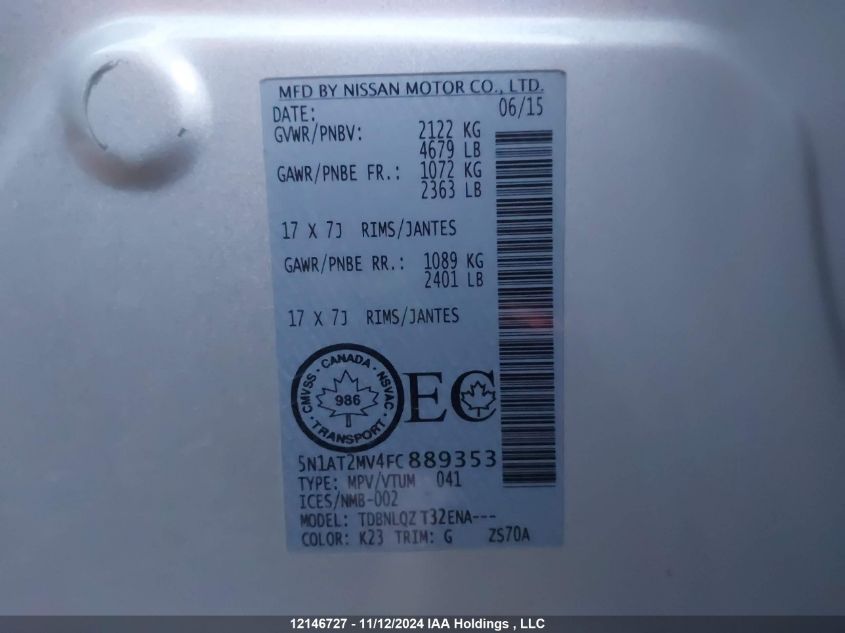 MFD BY NISSAN MOTOR CO., LTD.
DATE: 06/15
GVWR/PNBV: 2122 KG
4679 LB
GAWR/PNBE FR.: 1072 KG
2363 LB
17 X 7J RIMS/JANTES
GAWR/PNBE RR.: 1089 KG
2401 LB
17 X 7J RIMS/JANTES
CMVSS · CANADA · NSVAC · TRANSPORT ·
986
EC
5N1AT2MV4FC889353
TYPE: MPV/VTUM 041
ICES/NMB-002
MODEL: TDBNLQZ T32ENA---
COLOR: K23 TRIM: G ZS70A
12146727 - 11/12/2024 IAA Holdings , LLC